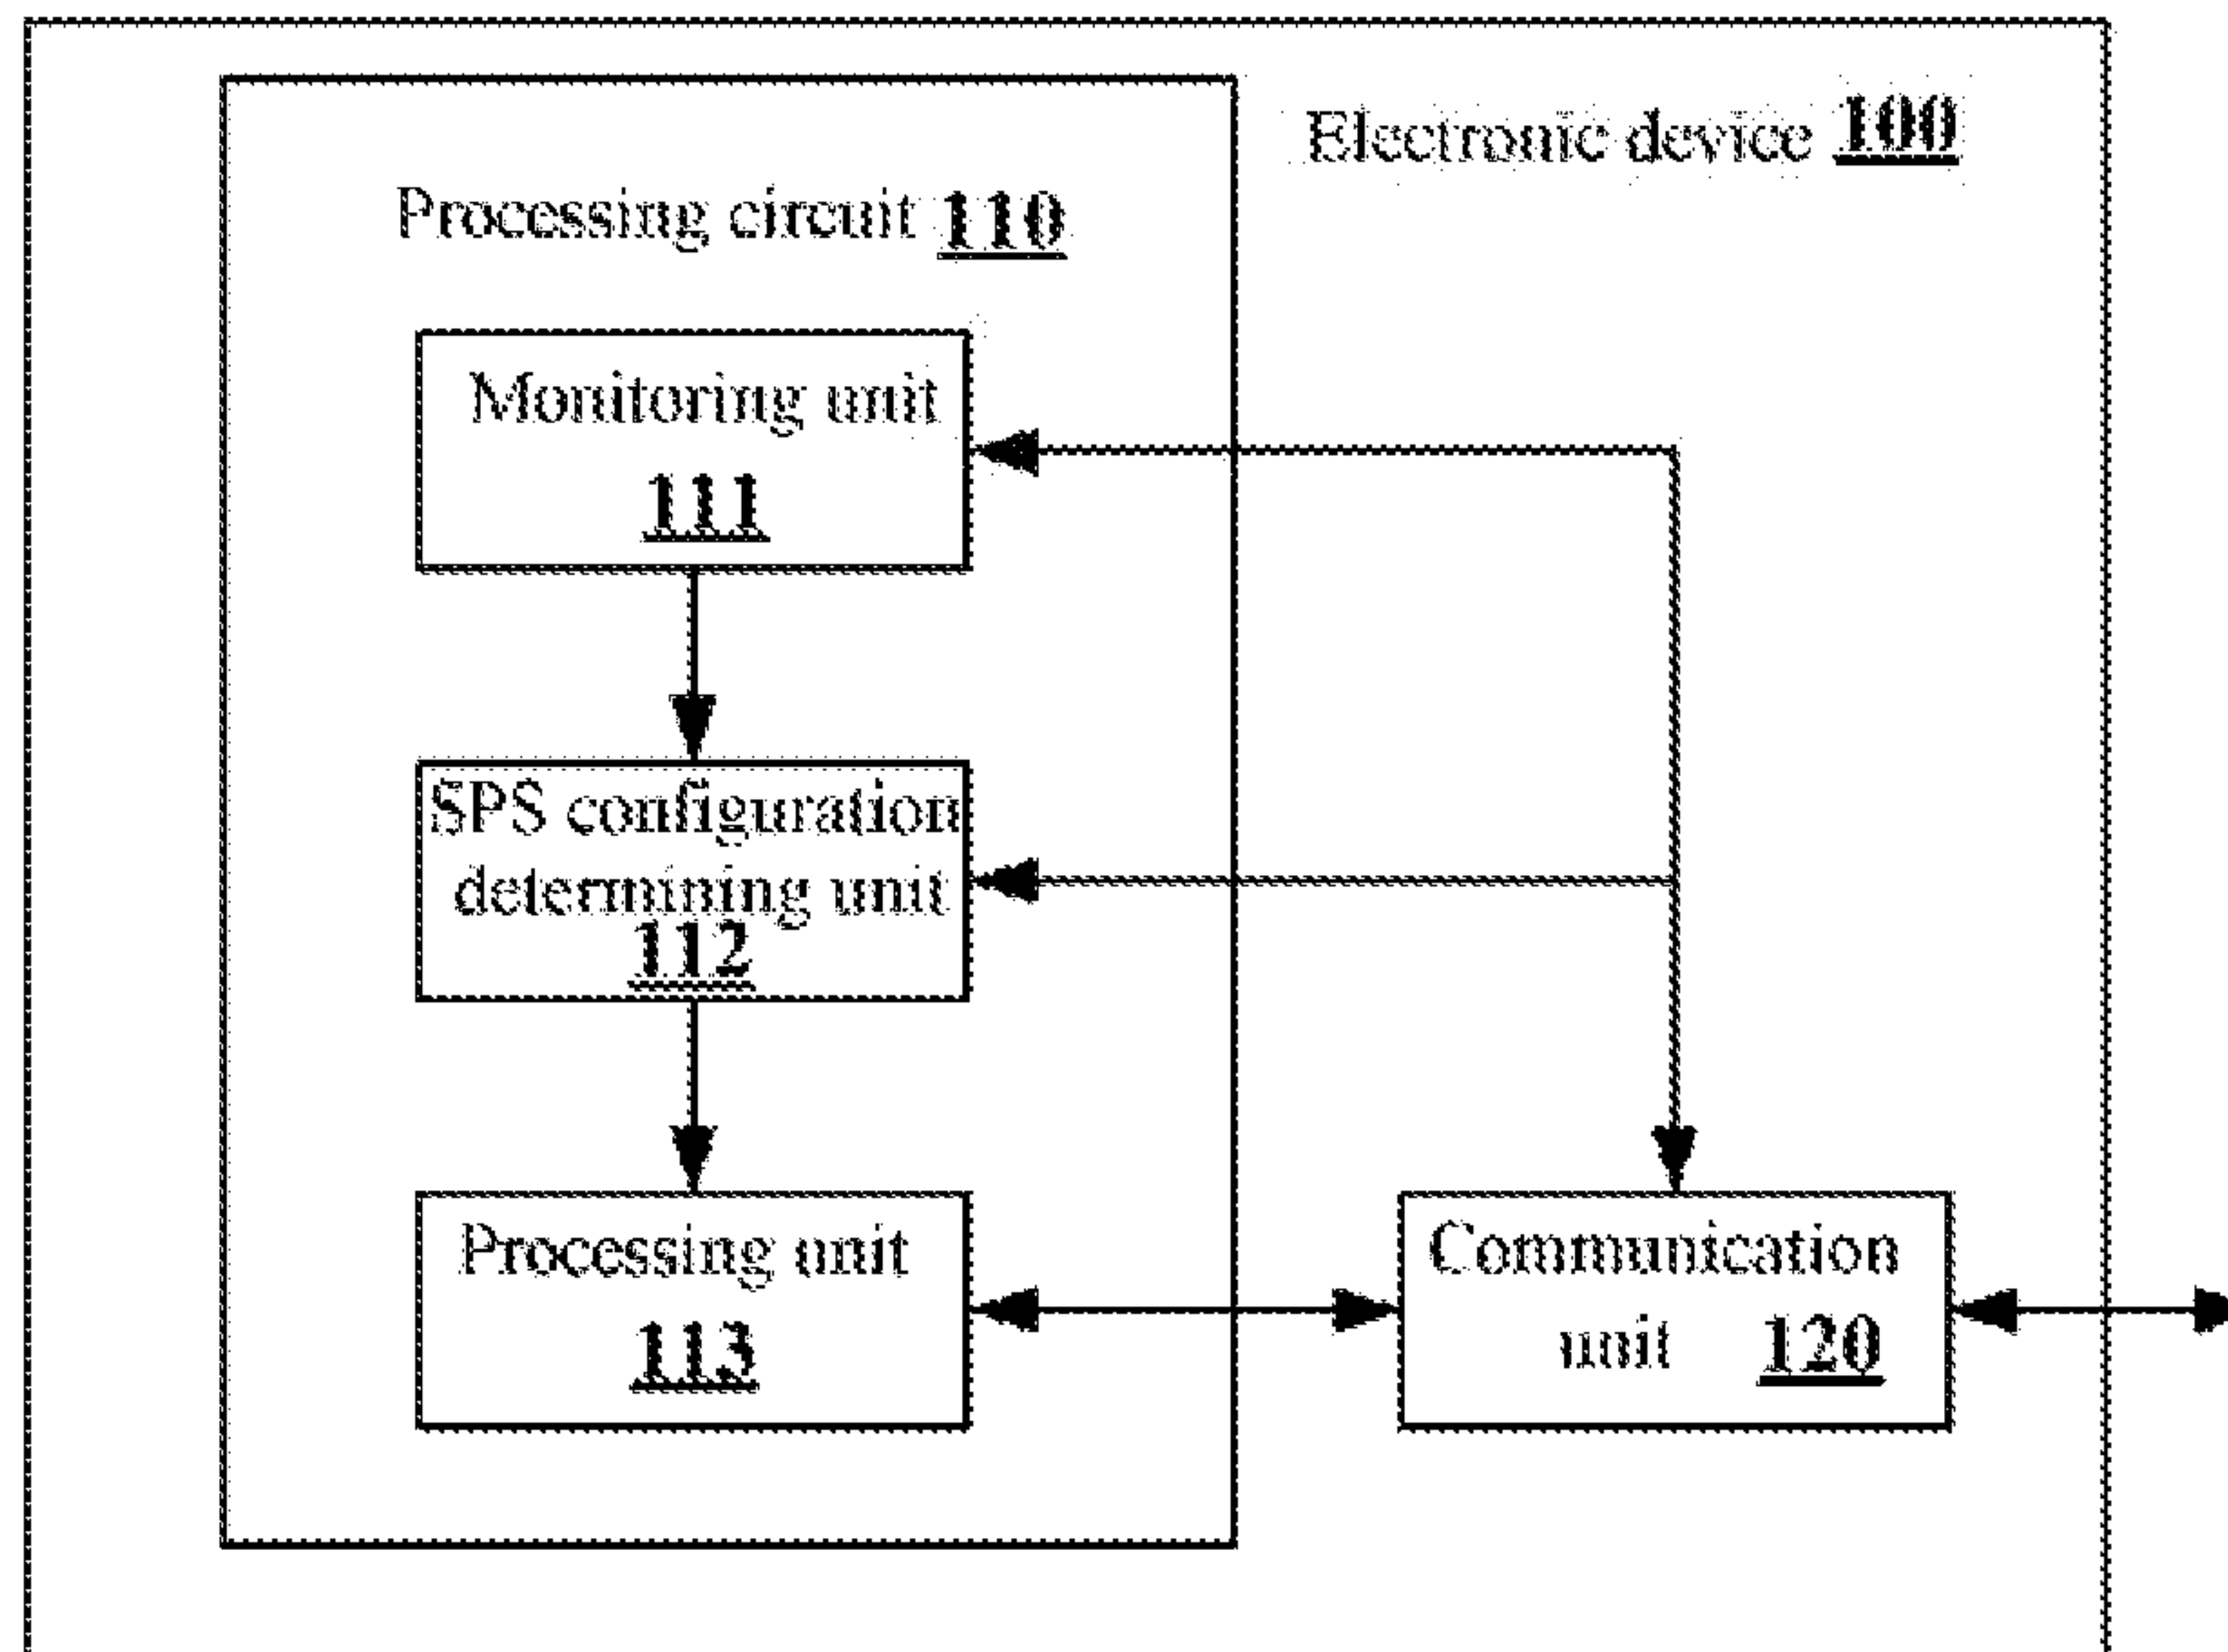 Electronic device 100
Processing circuit 110
Monitoring unit
111
SPS configuration
determining unit
112
Processing unit
113
Communication
unit 120